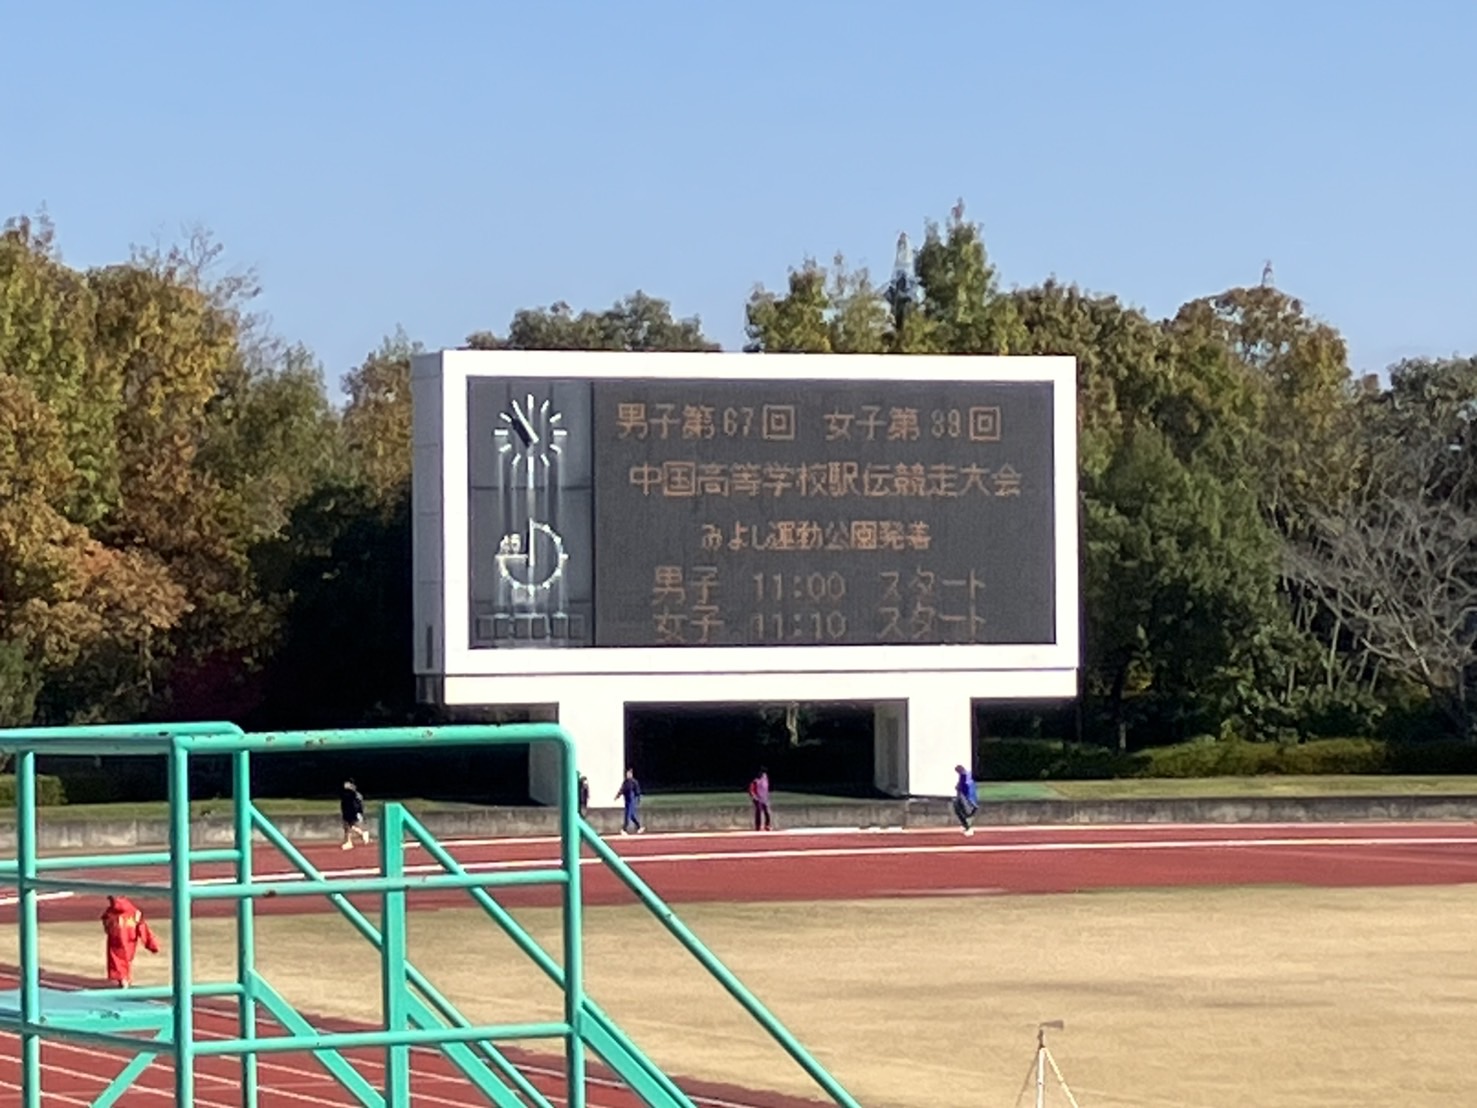 男子第67回 女子第39回
中国高等学校駅伝競走大会
みよし運動公園発着
男子 11:00 スタート
女子 11:10 スタート
45